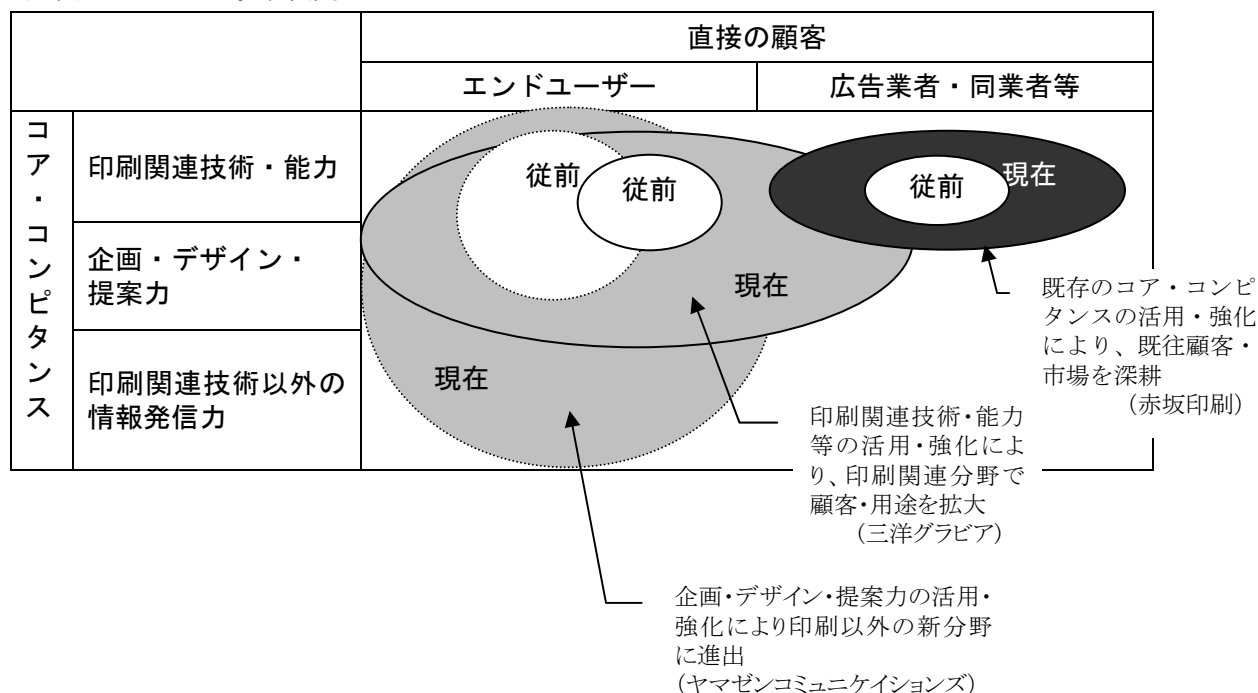 直接の顧客
エンドユーザー
広告業者・同業者等
コア・コンピタンス
印刷関連技術・能力
企画・デザイン・
提案力
印刷関連技術以外の
情報発信力
従前
従前
現在
現在
従前
現在
既存のコア・コンピ
タンスの活用・強化
により、既往顧客・
市場を深耕
(赤坂印刷)
印刷関連技術・能力
等の活用・強化によ
り、印刷関連分野で
顧客・用途を拡大
(三洋グラビア)
企画・デザイン・提案力の活用・
強化により印刷以外の新分野
に進出
(ヤマゼンコミュニケイションズ)